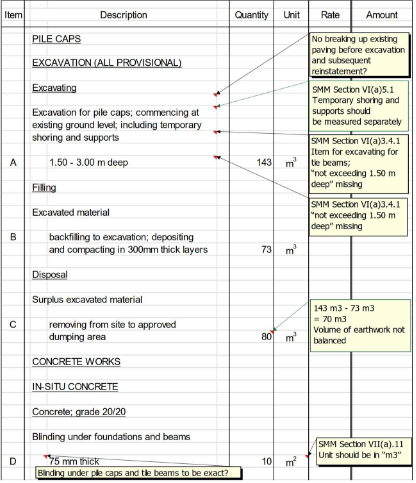 Item Description Quantity Unit Rate Amount
PILE CAPS
No breaking up existing
paving before excavation
and subsequent
reinstatement?
EXCAVATION (ALL PROVISIONAL)
Excavating
SMM Section VI(a)5.1
Temporary shoring and
supports should
be measured separately
Excavation for pile caps; commencing at
existing ground level; including temporary
shoring and supports
SMM Section VI(a)3.4.1
Item for excavating for
tie beams;
"not exceeding 1.50 m
deep" missing
A 1.50 - 3.00 m deep 143 m³
Filling
SMM Section VI(a)3.4.1
"not exceeding 1.50 m
deep" missing
Excavated material
B backfilling to excavation; depositing
and compacting in 300mm thick layers 73 m³
Disposal
Surplus excavated material
143 m3 - 73 m3
= 70 m3
Volume of earthwork not
balanced
C removing from site to approved
dumping area 80 m³
CONCRETE WORKS
IN-SITU CONCRETE
Concrete; grade 20/20
Blinding under foundations and beams
SMM Section VII(a).11
Unit should be in "m3"
D 75 mm thick 10 m²
Blinding under pile caps and tile beams to be exact?